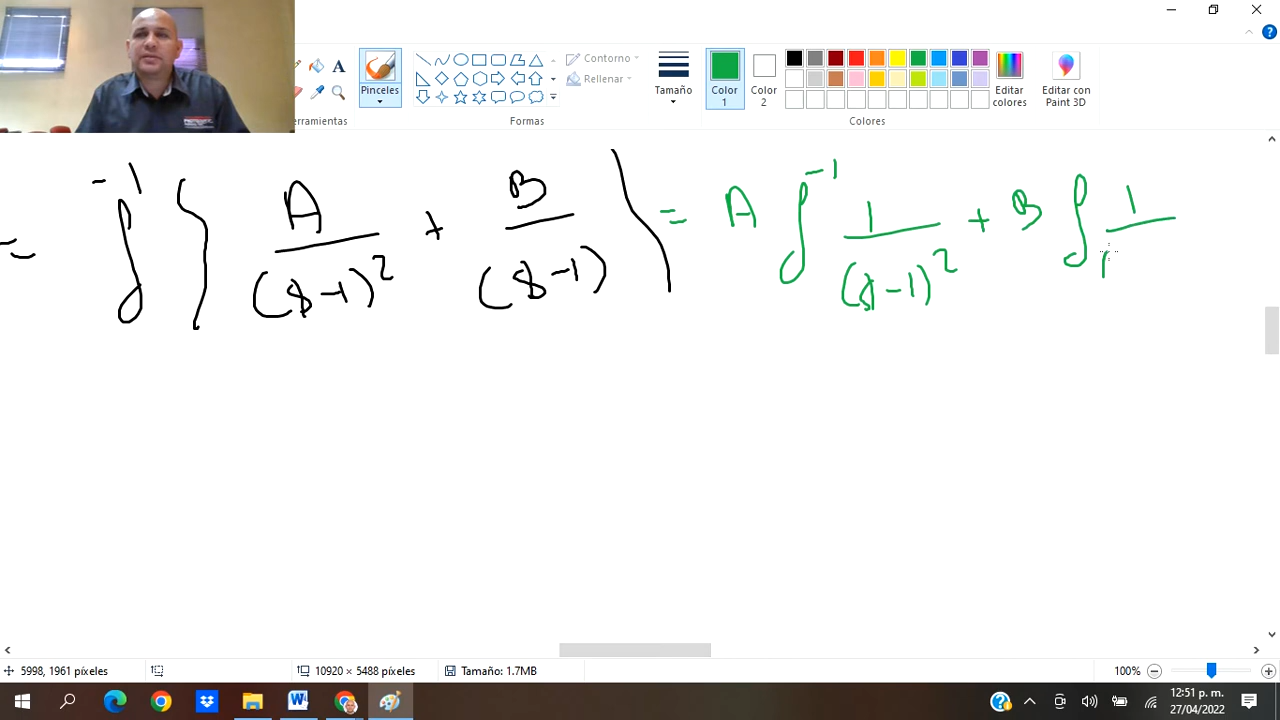 Contorno
Rellenar
Pinceles
Tamaño
Color 1
Color 2
Editar colores
Editar con Paint 3D
erramientas
Formas
Colores
= ℒ⁻¹ { A/(s-1)² + B/(s-1) } = A ℒ⁻¹ 1/(s-1)² + B ℒ 1/(
5998, 1961 píxeles
10920 × 5488 píxeles
Tamaño: 1.7MB
100%
12:51 p. m.
27/04/2022